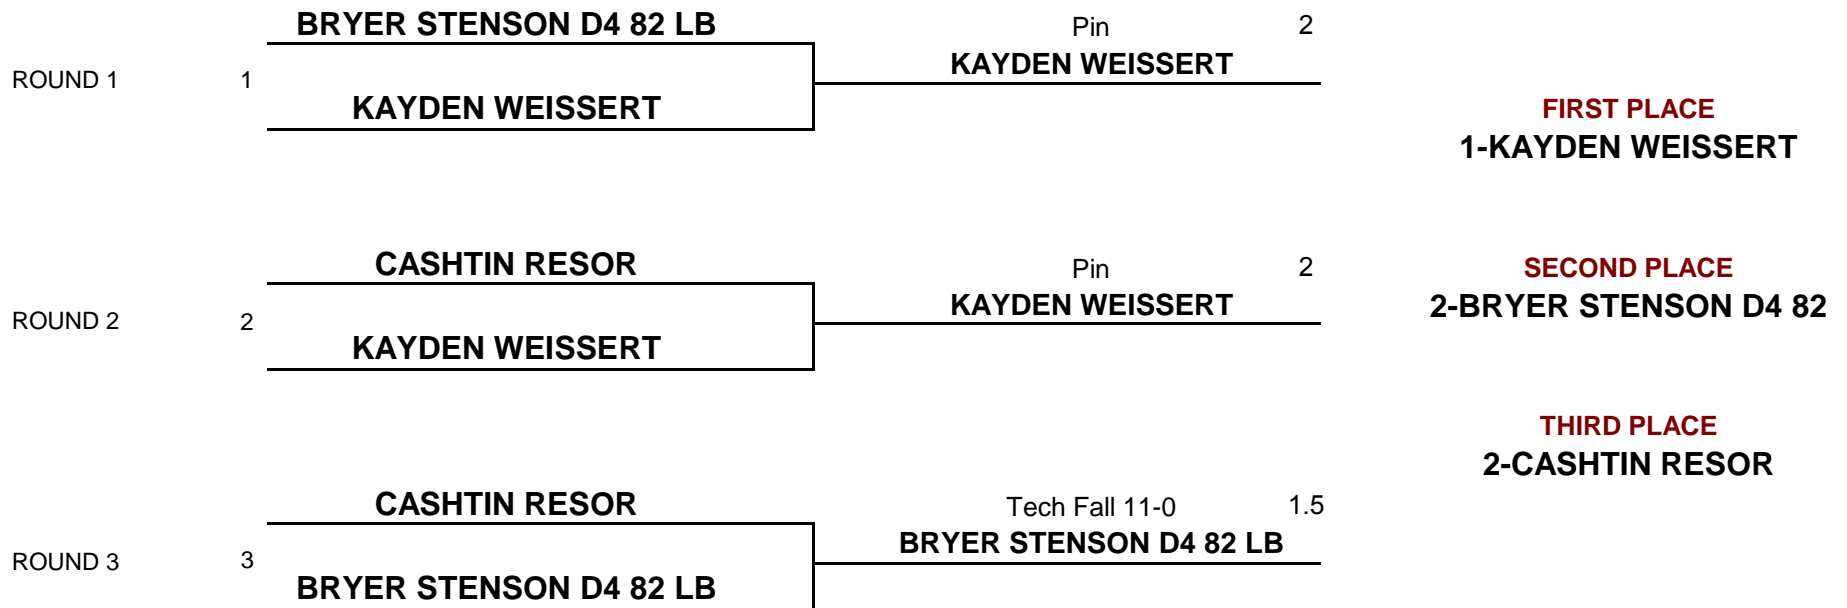 BRYER STENSON D4 82 LB
Pin 2
ROUND 1 1
KAYDEN WEISSERT
KAYDEN WEISSERT
FIRST PLACE
1-KAYDEN WEISSERT
CASHTIN RESOR
Pin 2
SECOND PLACE
ROUND 2 2
KAYDEN WEISSERT
2-BRYER STENSON D4 82
KAYDEN WEISSERT
THIRD PLACE
2-CASHTIN RESOR
CASHTIN RESOR
Tech Fall 11-0 1.5
ROUND 3 3
BRYER STENSON D4 82 LB
BRYER STENSON D4 82 LB